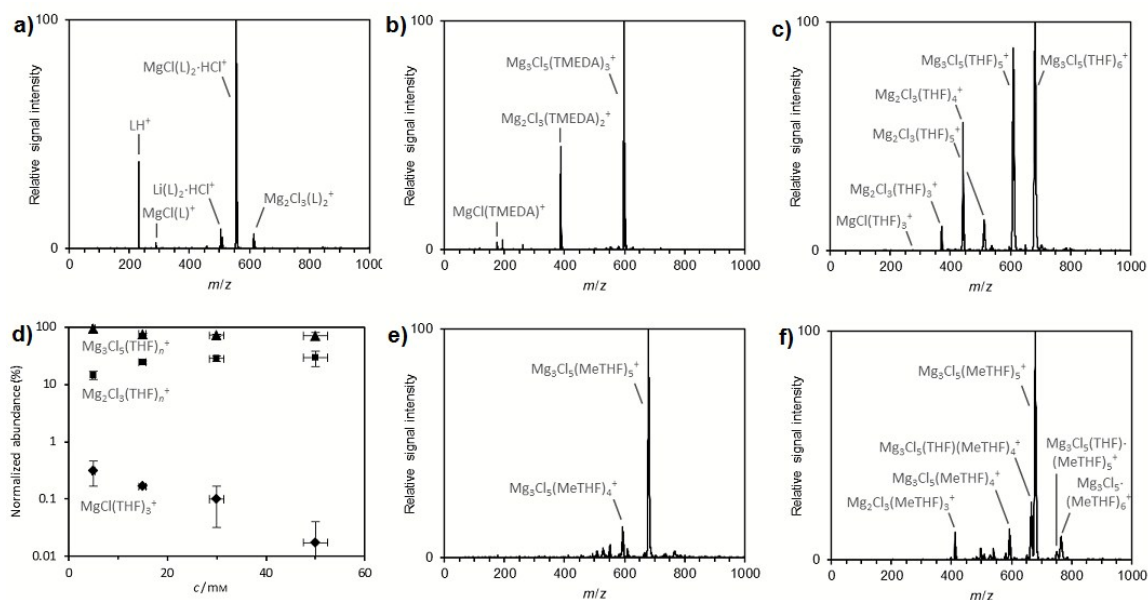 a)
100
Relative signal intensity
MgCl(L)₂·HCl⁺
LH⁺
Li(L)₂·HCl⁺
MgCl(L)⁺
Mg₂Cl₃(L)₂⁺
0
0 200 400 600 800 1000
m/z
b)
100
Relative signal intensity
Mg₃Cl₅(TMEDA)₃⁺
Mg₂Cl₃(TMEDA)₂⁺
MgCl(TMEDA)⁺
0
0 200 400 600 800 1000
m/z
c)
100
Relative signal intensity
Mg₃Cl₅(THF)₅⁺
Mg₃Cl₅(THF)₆⁺
Mg₂Cl₃(THF)₄⁺
Mg₂Cl₃(THF)₅⁺
Mg₂Cl₃(THF)₃⁺
MgCl(THF)₃⁺
0
0 200 400 600 800 1000
m/z
d)
Normalized abundance (%)
100
Mg₃Cl₅(THF)ₙ⁺
10
Mg₂Cl₃(THF)ₙ⁺
1
0.1
MgCl(THF)₃⁺
0.01
0 20 40 60
c / mM
e)
100
Relative signal intensity
Mg₃Cl₅(MeTHF)₅⁺
Mg₃Cl₅(MeTHF)₄⁺
0
0 200 400 600 800 1000
m/z
f)
100
Relative signal intensity
Mg₃Cl₅(MeTHF)₅⁺
Mg₃Cl₅(THF)(MeTHF)₄⁺
Mg₃Cl₅(THF)-
(MeTHF)₅⁺
Mg₃Cl₅(MeTHF)₄⁺
Mg₃Cl₅-
(MeTHF)₆⁺
Mg₂Cl₃(MeTHF)₃⁺
0
0 200 400 600 800 1000
m/z